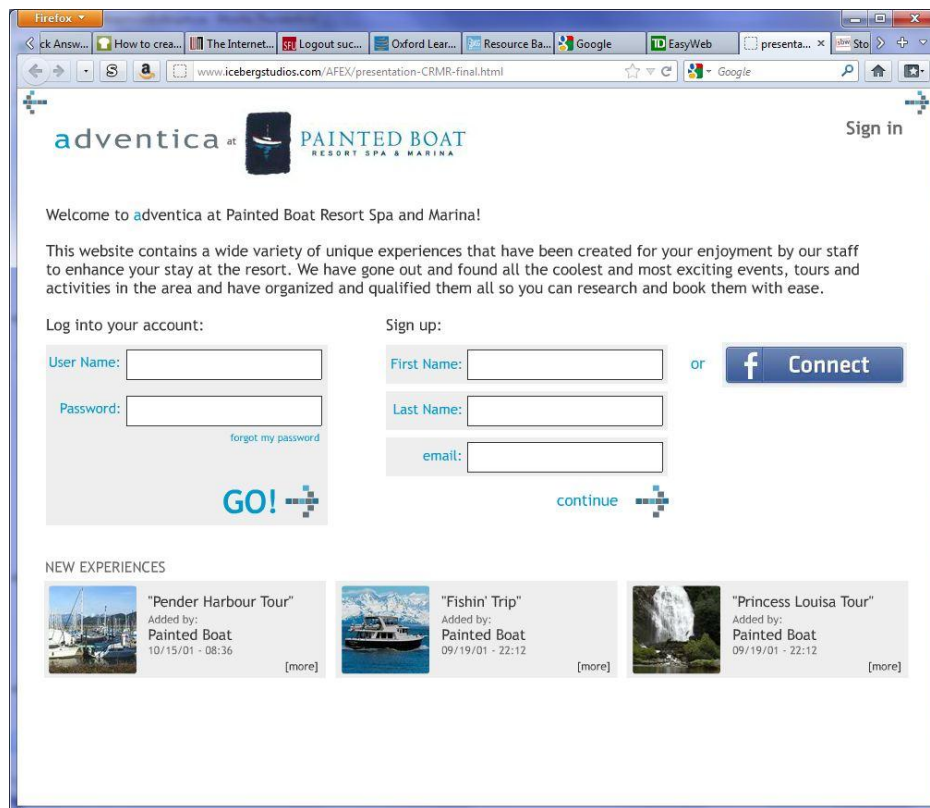 Firefox
ck Answ...
How to crea...
The Internet...
SFU Logout suc...
Oxford Lear...
Resource Ba...
Google
TD EasyWeb
presenta...
Sto
www.icebergstudios.com/AFEX/presentation-CRMR-final.html
Google
adventica at PAINTED BOAT
RESORT SPA & MARINA
Sign in
Welcome to adventica at Painted Boat Resort Spa and Marina!
This website contains a wide variety of unique experiences that have been created for your enjoyment by our staff
to enhance your stay at the resort. We have gone out and found all the coolest and most exciting events, tours and
activities in the area and have organized and qualified them all so you can research and book them with ease.
Log into your account:
User Name:
Password:
forgot my password
GO!
Sign up:
First Name:
Last Name:
email:
continue
or
f Connect
NEW EXPERIENCES
"Pender Harbour Tour"
Added by:
Painted Boat
10/15/01 - 08:36
[more]
"Fishin' Trip"
Added by:
Painted Boat
09/19/01 - 22:12
[more]
"Princess Louisa Tour"
Added by:
Painted Boat
09/19/01 - 22:12
[more]